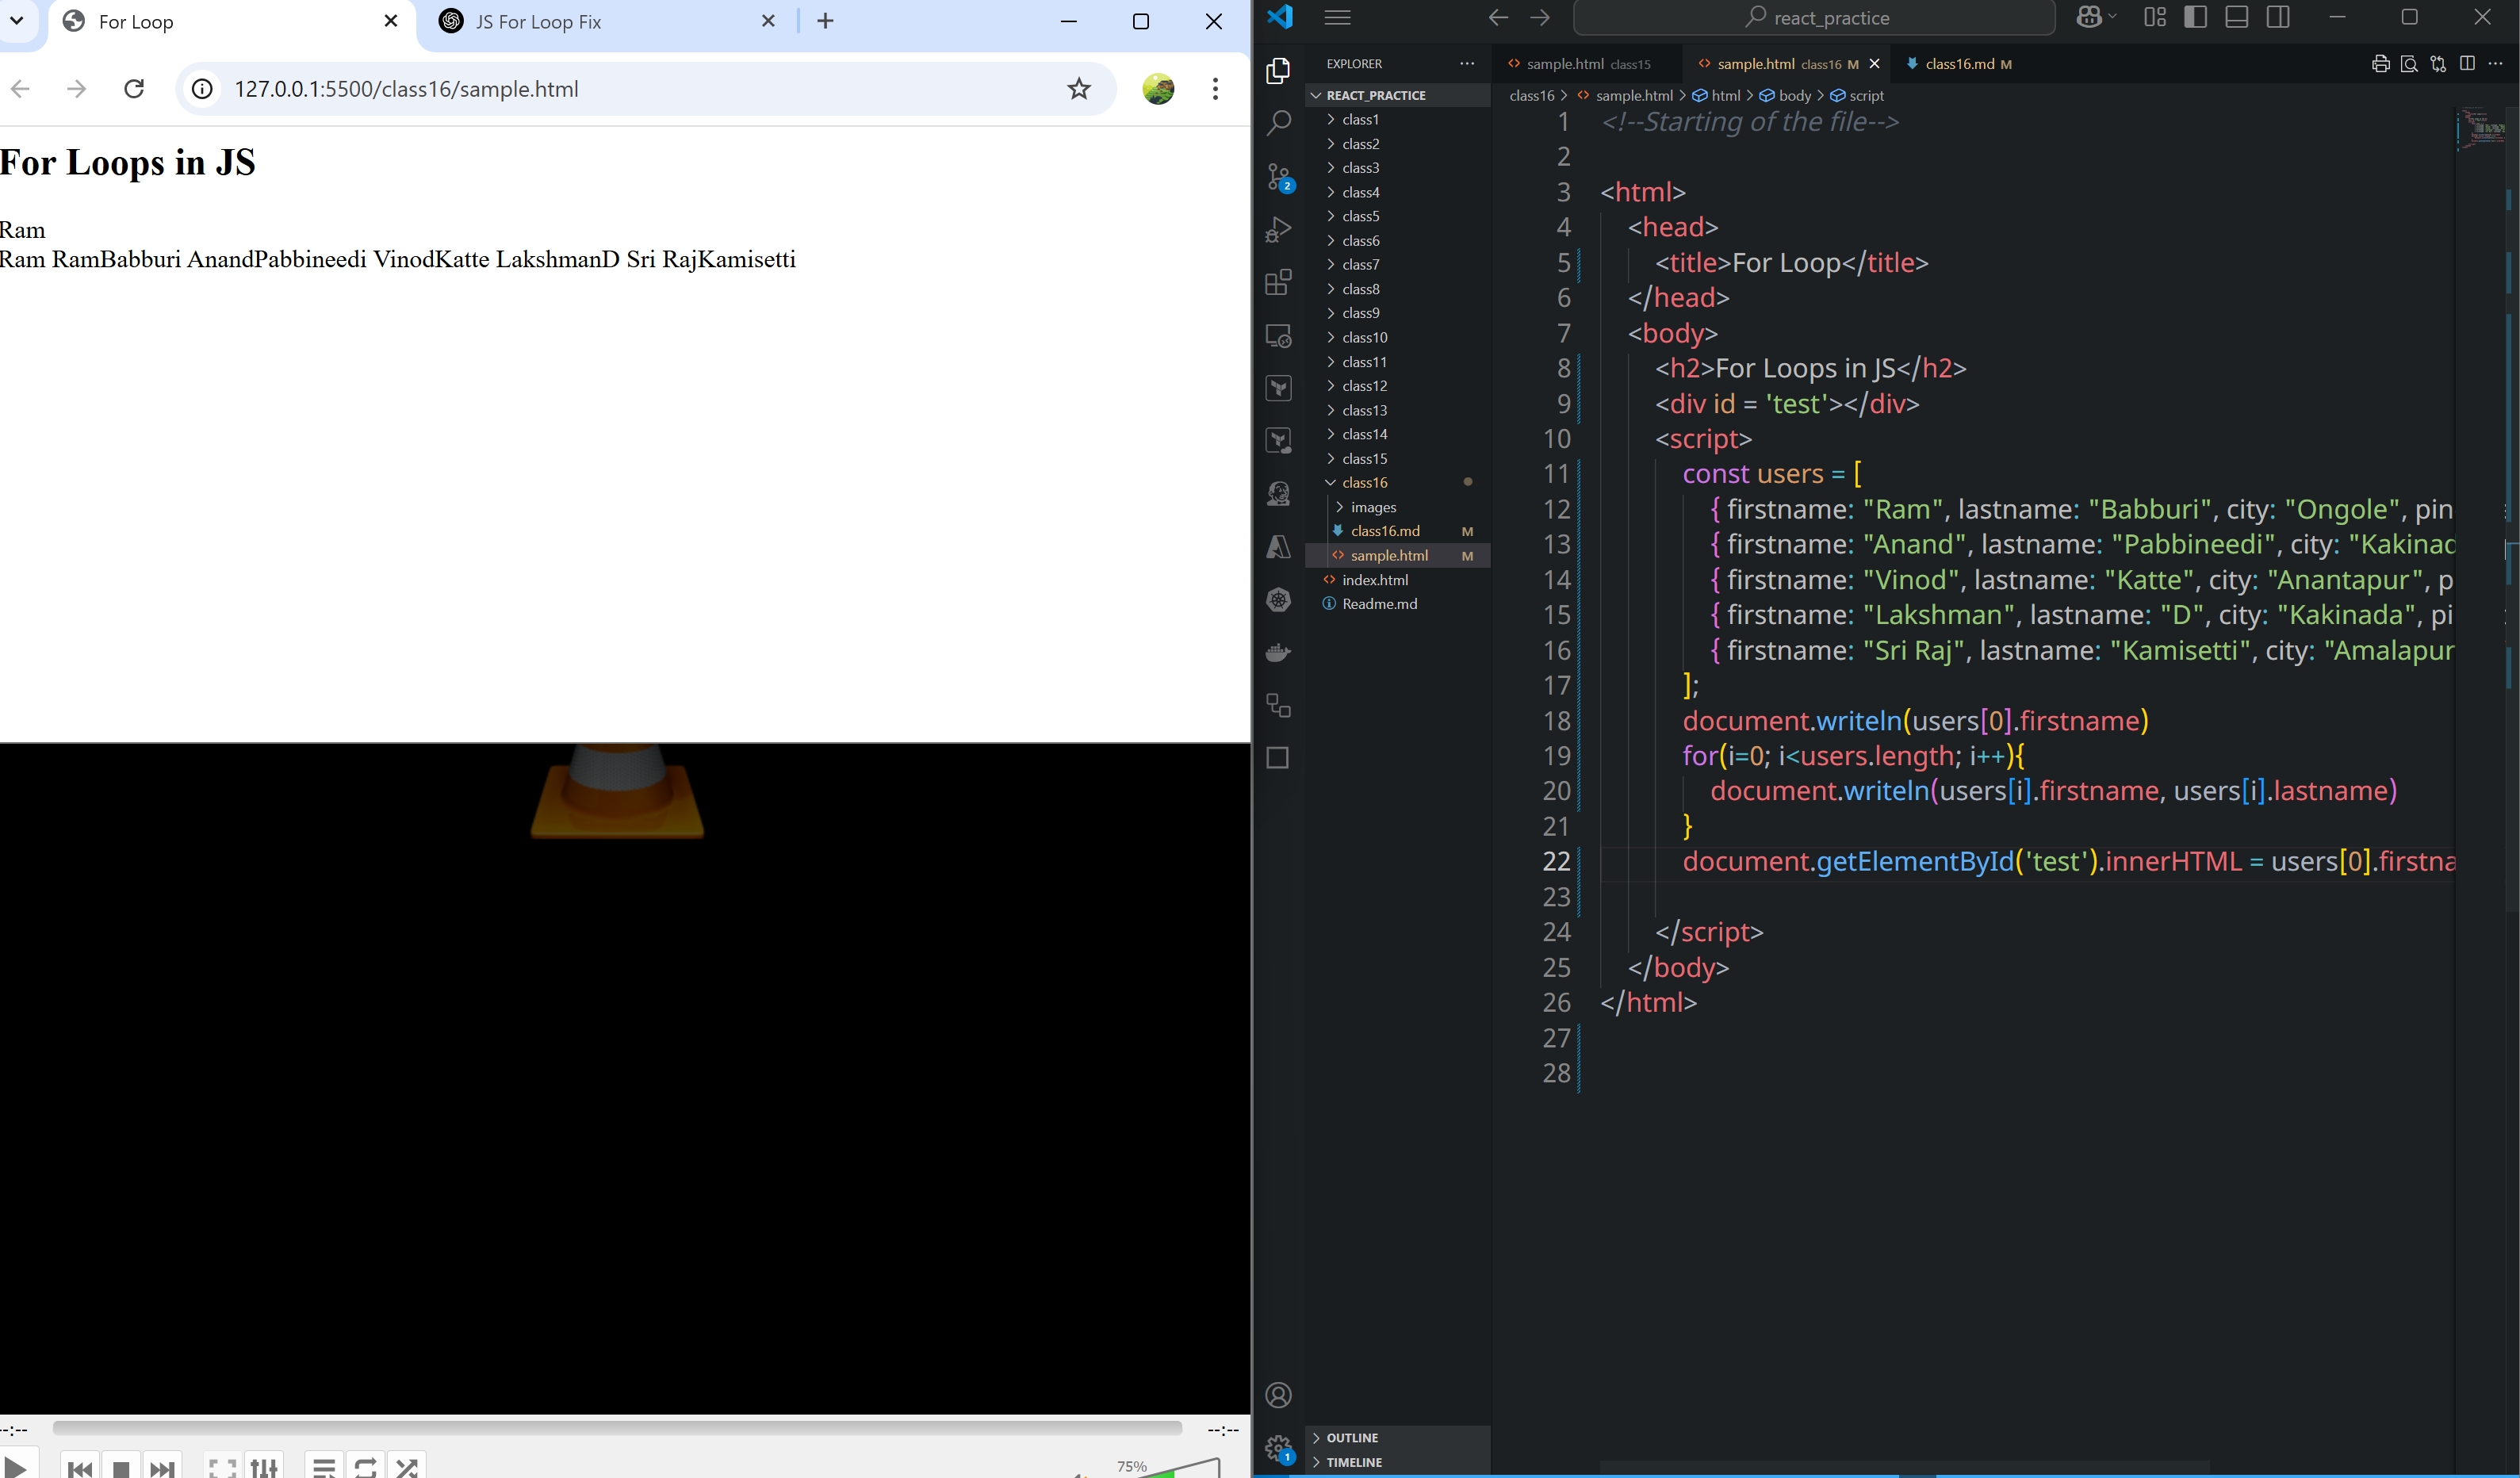 For Loop
JS For Loop Fix
127.0.0.1:5500/class16/sample.html
For Loops in JS
Ram
Ram RamBabburi AnandPabbineedi VinodKatte LakshmanD Sri RajKamisetti
--:--
--:--
75%
react_practice
EXPLORER
REACT_PRACTICE
class1
class2
class3
class4
class5
class6
class7
class8
class9
class10
class11
class12
class13
class14
class15
class16
images
class16.md M
sample.html M
index.html
Readme.md
OUTLINE
TIMELINE
2
1
sample.html class15
sample.html class16 M
class16.md M
class16 > sample.html > html > body > script
1 <!--Starting of the file-->
2
3 <html>
4 <head>
5 <title>For Loop</title>
6 </head>
7 <body>
8 <h2>For Loops in JS</h2>
9 <div id = 'test'></div>
10 <script>
11 const users = [
12 { firstname: "Ram", lastname: "Babburi", city: "Ongole", pin
13 { firstname: "Anand", lastname: "Pabbineedi", city: "Kakinad
14 { firstname: "Vinod", lastname: "Katte", city: "Anantapur", p
15 { firstname: "Lakshman", lastname: "D", city: "Kakinada", pi
16 { firstname: "Sri Raj", lastname: "Kamisetti", city: "Amalapur
17 ];
18 document.writeln(users[0].firstname)
19 for(i=0; i<users.length; i++){
20 document.writeln(users[i].firstname, users[i].lastname)
21 }
22 document.getElementById('test').innerHTML = users[0].firstna
23
24 </script>
25 </body>
26 </html>
27
28